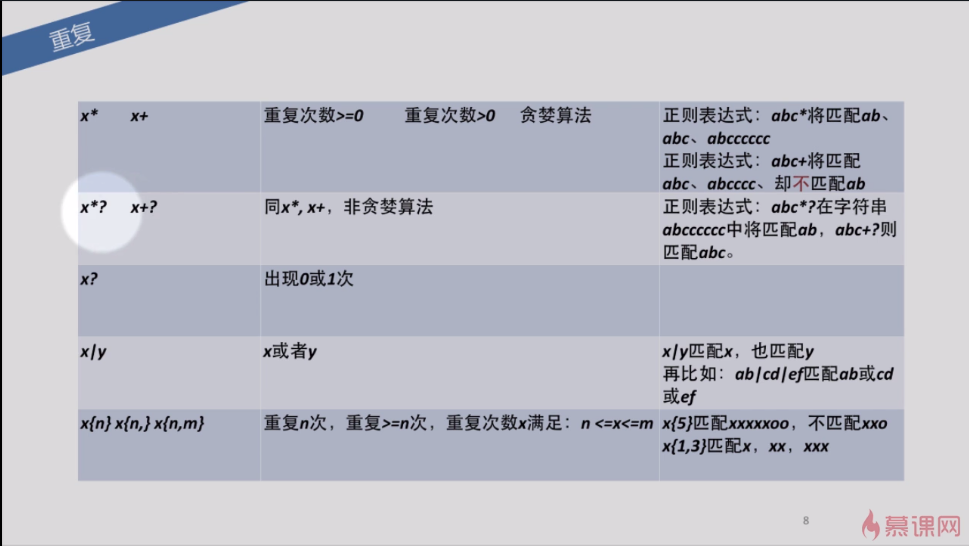 重复
x* x+ 重复次数>=0 重复次数>0 贪婪算法 正则表达式：abc*将匹配ab、
abc、abcccccc
正则表达式：abc+将匹配
abc、abcccc、却不匹配ab
x*? x+? 同x*, x+，非贪婪算法 正则表达式：abc*?在字符串
abcccccc中将匹配ab，abc+?则
匹配abc。
x? 出现0或1次
x|y x或者y x|y匹配x，也匹配y
再比如：ab|cd|ef匹配ab或cd
或ef
x{n} x{n,} x{n,m} 重复n次，重复>=n次，重复次数x满足：n <=x<=m x{5}匹配xxxxxoo，不匹配xxo
x{1,3}匹配x，xx，xxx
8
慕课网